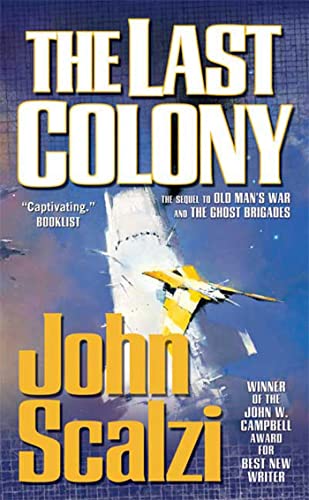 THE LAST
COLONY
"Captivating."
BOOKLIST
THE SEQUEL TO OLD MAN'S WAR
AND THE GHOST BRIGADES
John
Scalzi
WINNER
OF THE
JOHN W.
CAMPBELL
AWARD
FOR
BEST NEW
WRITER